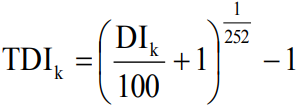 TDI_k = (DI_k/100 + 1)^(1/252) − 1